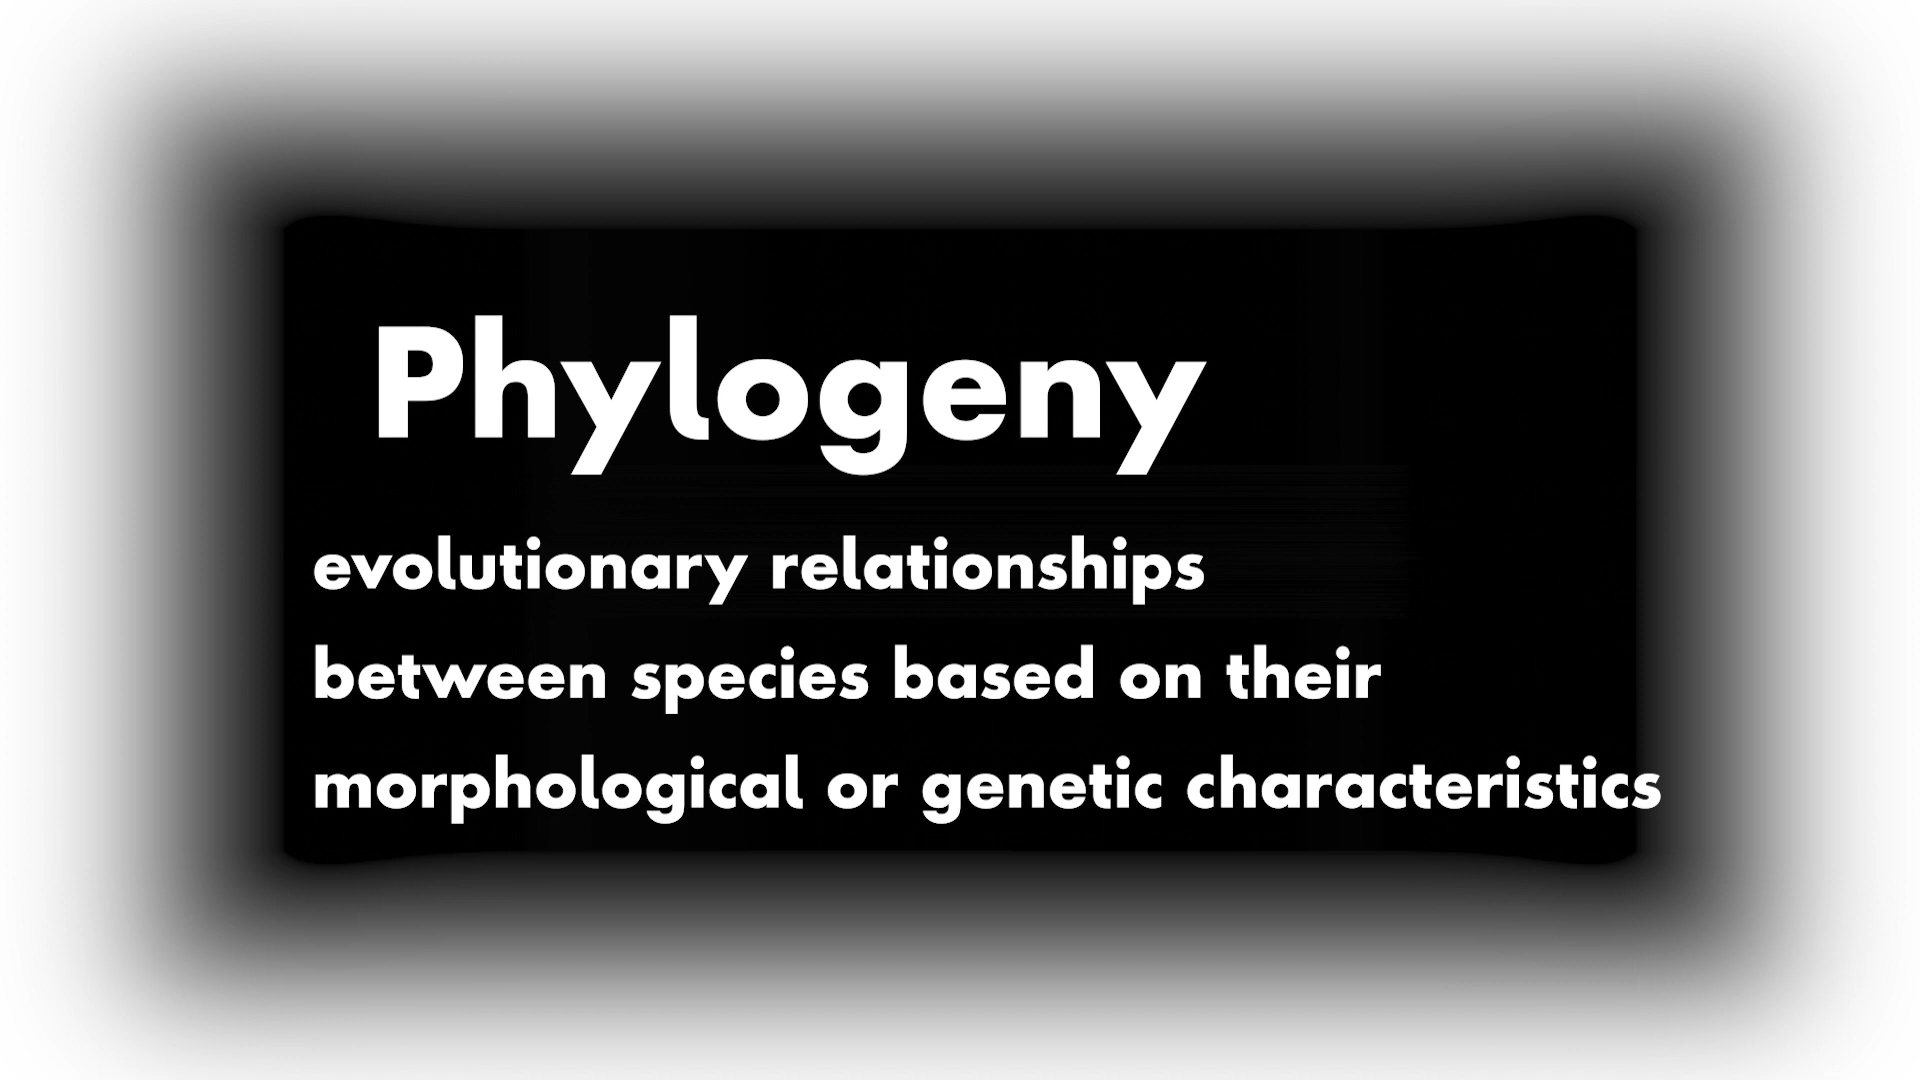 Phylogeny
evolutionary relationships
between species based on their
morphological or genetic characteristics